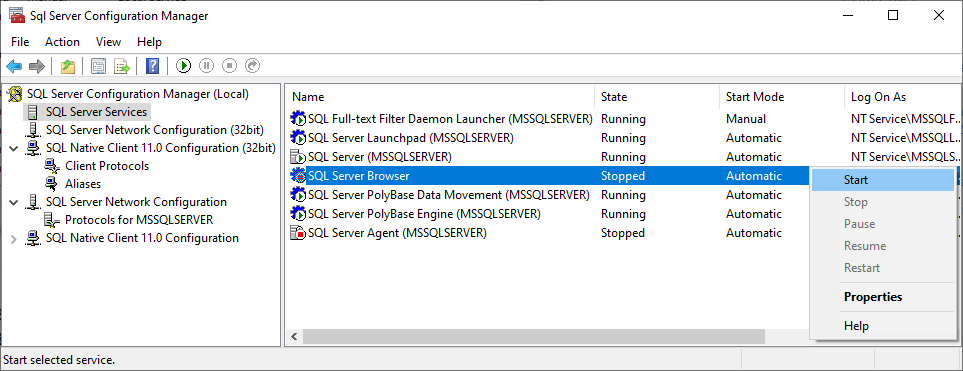 Sql Server Configuration Manager
File Action View Help
SQL Server Configuration Manager (Local)
SQL Server Services
SQL Server Network Configuration (32bit)
SQL Native Client 11.0 Configuration (32bit)
Client Protocols
Aliases
SQL Server Network Configuration
Protocols for MSSQLSERVER
SQL Native Client 11.0 Configuration
Name State Start Mode Log On As
SQL Full-text Filter Daemon Launcher (MSSQLSERVER) Running Manual NT Service\MSSQLF...
SQL Server Launchpad (MSSQLSERVER) Running Automatic NT Service\MSSQLL...
SQL Server (MSSQLSERVER) Running Automatic NT Service\MSSQLS...
SQL Server Browser Stopped Automatic
SQL Server PolyBase Data Movement (MSSQLSERVER) Running Automatic
SQL Server PolyBase Engine (MSSQLSERVER) Running Automatic
SQL Server Agent (MSSQLSERVER) Stopped Automatic
Start
Stop
Pause
Resume
Restart
Properties
Help
Start selected service.